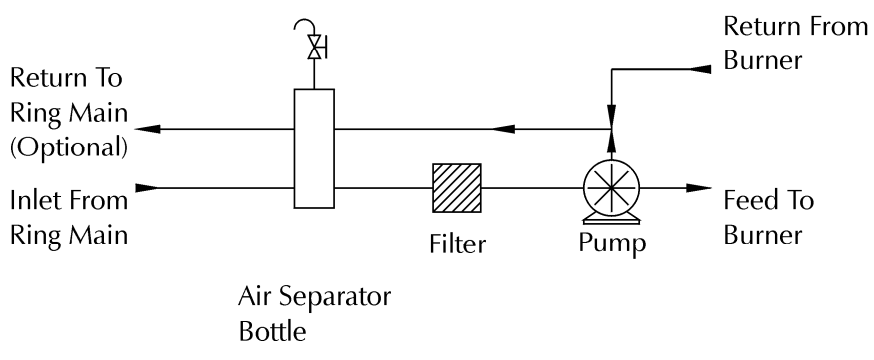 Return From
Burner
Return To
Ring Main
(Optional)
Inlet From
Ring Main
Filter
Pump
Feed To
Burner
Air Separator
Bottle